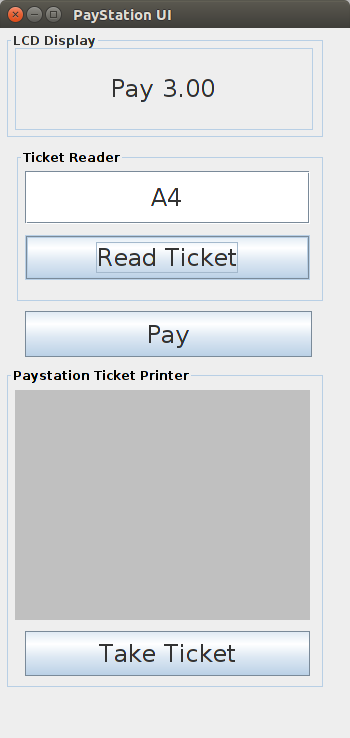 PayStation UI
LCD Display
Pay 3.00
Ticket Reader
A4
Read Ticket
Pay
Paystation Ticket Printer
Take Ticket